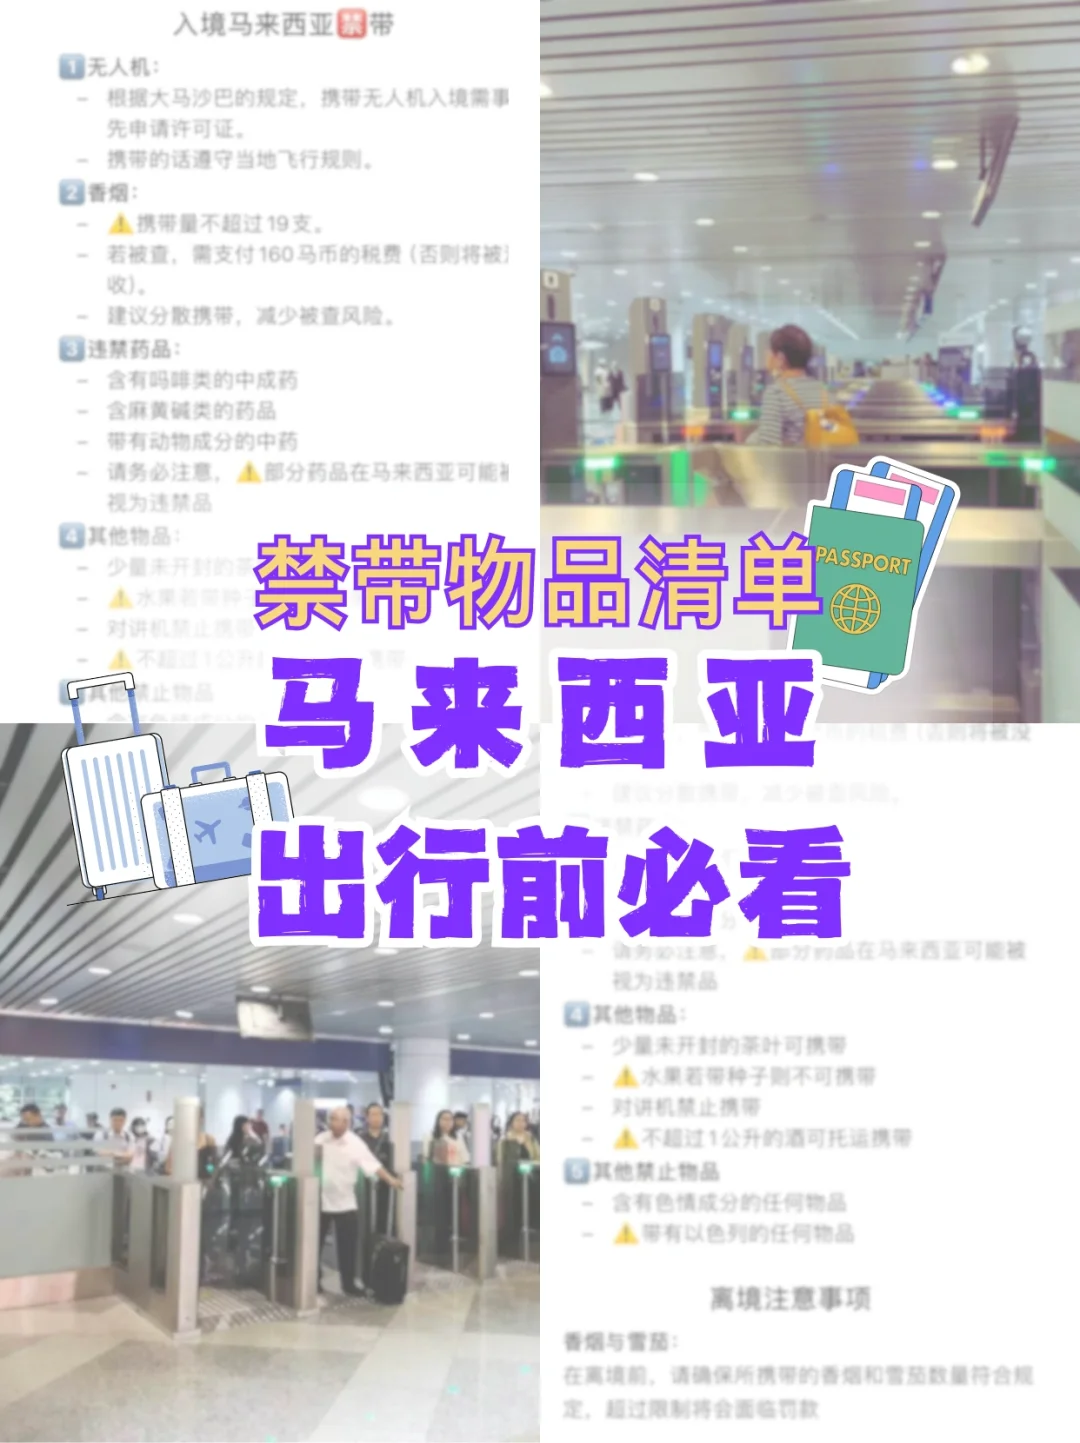 入境马来西亚禁带
1 无人机：
- 根据大马沙巴的规定，携带无人机入境需事
先申请许可证。
- 携带的话遵守当地飞行规则。
2 香烟：
- ⚠️携带量不超过19支。
- 若被查，需支付160马币的税费（否则将被
收）。
- 建议分散携带，减少被查风险。
3 违禁药品：
- 含有吗啡类的中成药
- 含麻黄碱类的药品
- 带有动物成分的中药
- 请务必注意，⚠️部分药品在马来西亚可能
视为违禁品
4 其他物品：
- 少量未开封的茶
- ⚠️水果若带种子
- 对讲机禁止携带
- ⚠️不超过1公升
其他禁止物品
PASSPORT
禁带物品清单
马来西亚
出行前必看
（否则将被没
建议分散携带，减少被查风险。
- 请务必注意，⚠️部分药品在马来西亚可能被
视为违禁品
4 其他物品：
- 少量未开封的茶叶可携带
- ⚠️水果若带种子则不可携带
- 对讲机禁止携带
- ⚠️不超过1公升的酒可托运携带
5 其他禁止物品
- 含有色情成分的任何物品
- ⚠️带有以色列的任何物品
离境注意事项
香烟与雪茄：
在离境前，请确保所携带的香烟和雪茄数量符合规
定，超过限制将会面临罚款